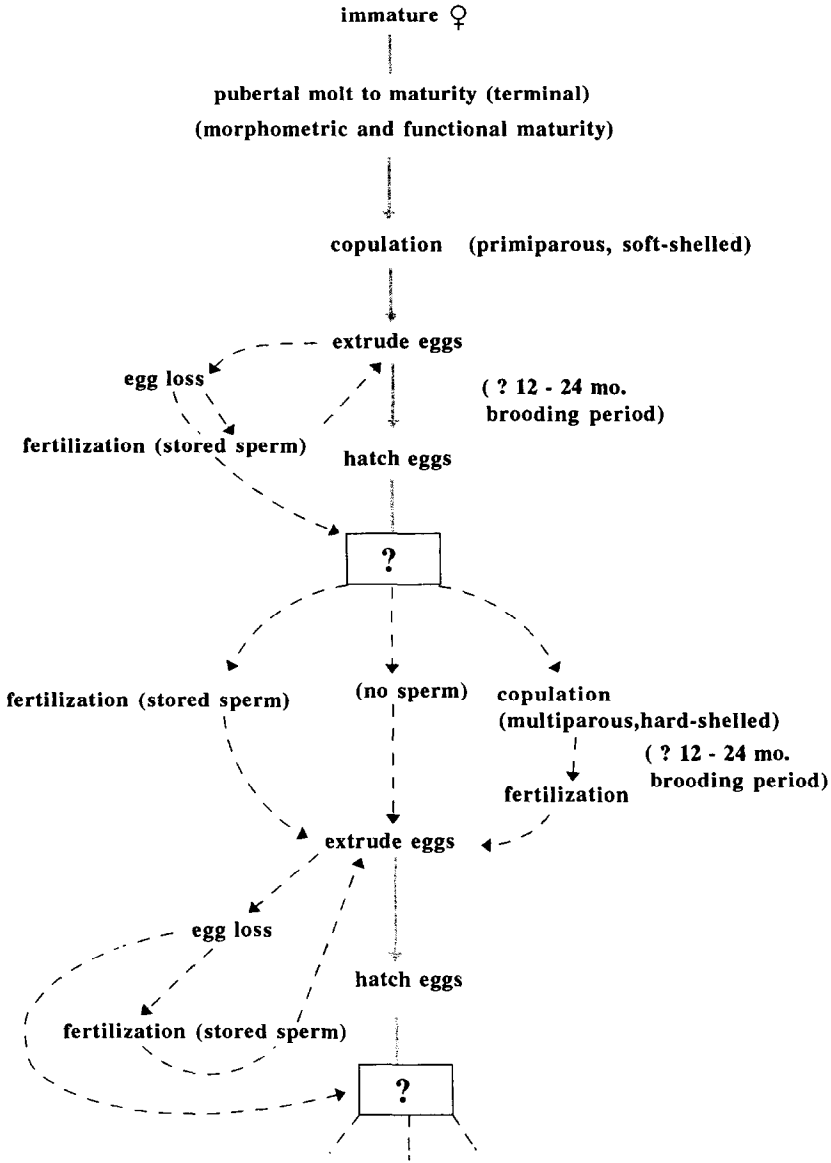 immature ♀
pubertal molt to maturity (terminal)
(morphometric and functional maturity)
copulation (primiparous, soft-shelled)
extrude eggs
egg loss
( ? 12 - 24 mo.
brooding period)
fertilization (stored sperm)
hatch eggs
?
fertilization (stored sperm)
(no sperm)
copulation
(multiparous,hard-shelled)
( ? 12 - 24 mo.
brooding period)
fertilization
extrude eggs
egg loss
hatch eggs
fertilization (stored sperm)
?